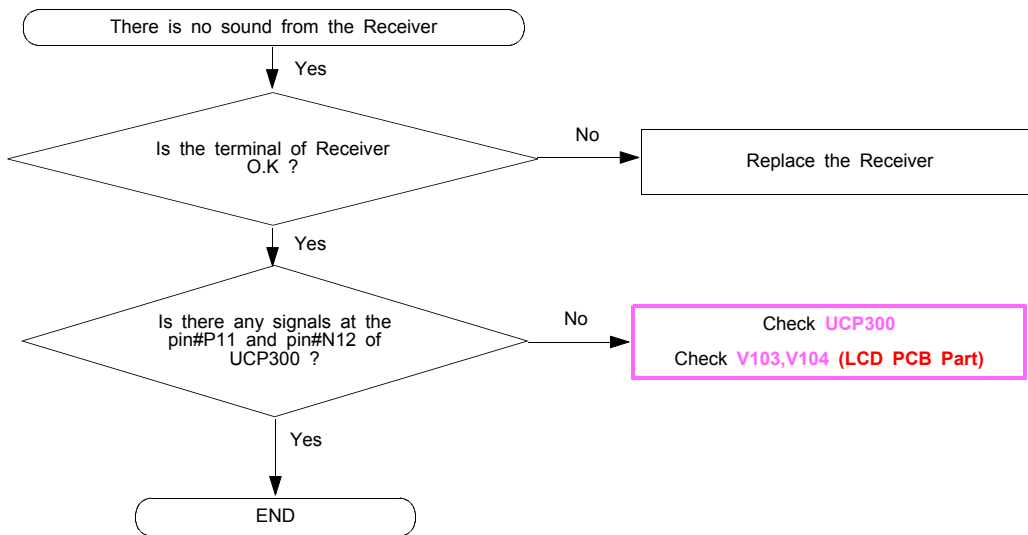 There is no sound from the Receiver
Yes
Is the terminal of Receiver
O.K ?
No
Replace the Receiver
Yes
Is there any signals at the
pin#P11 and pin#N12 of
UCP300 ?
No
Check UCP300
Check V103,V104 (LCD PCB Part)
Yes
END